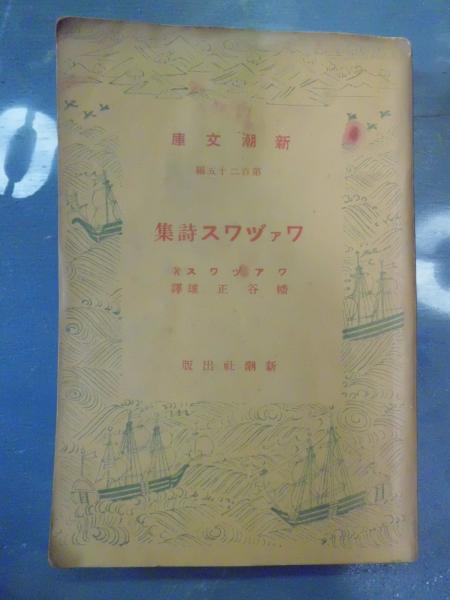 新潮文庫
第百二十五編
ワァヅワス詩集
ワアヅワス著
幡谷正雄譯
新潮社出版